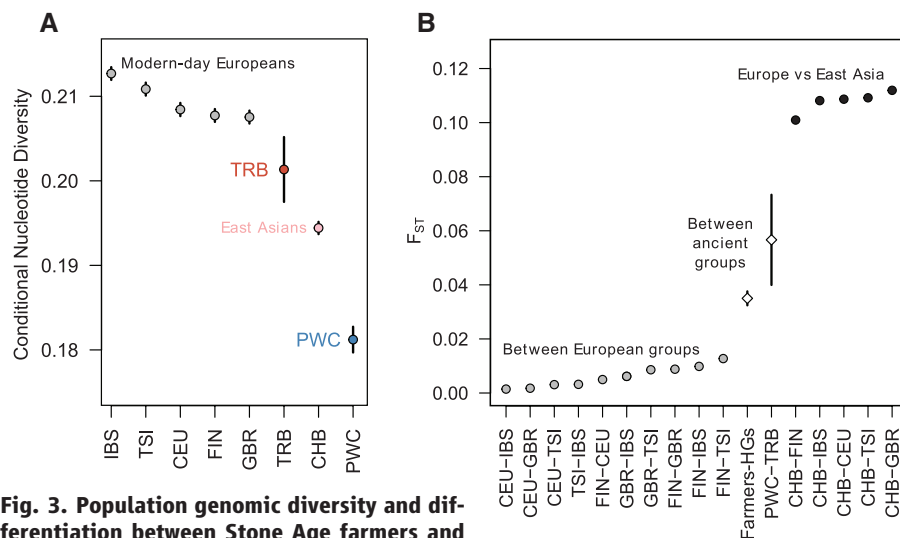 A
Conditional Nucleotide Diversity
0.21
0.20
0.19
0.18
Modern-day Europeans
TRB
East Asians
PWC
IBS
TSI
CEU
FIN
GBR
TRB
CHB
PWC
B
FST
0.12
0.10
0.08
0.06
0.04
0.02
0.00
Europe vs East Asia
Between
ancient
groups
Between European groups
CEU−IBS
CEU−GBR
CEU−TSI
TSI−IBS
FIN−CEU
GBR−IBS
GBR−TSI
FIN−GBR
FIN−IBS
FIN−TSI
Farmers-HGs
PWC−TRB
CHB−FIN
CHB−IBS
CHB−CEU
CHB−TSI
CHB−GBR
Fig. 3. Population genomic diversity and dif-
ferentiation between Stone Age farmers and